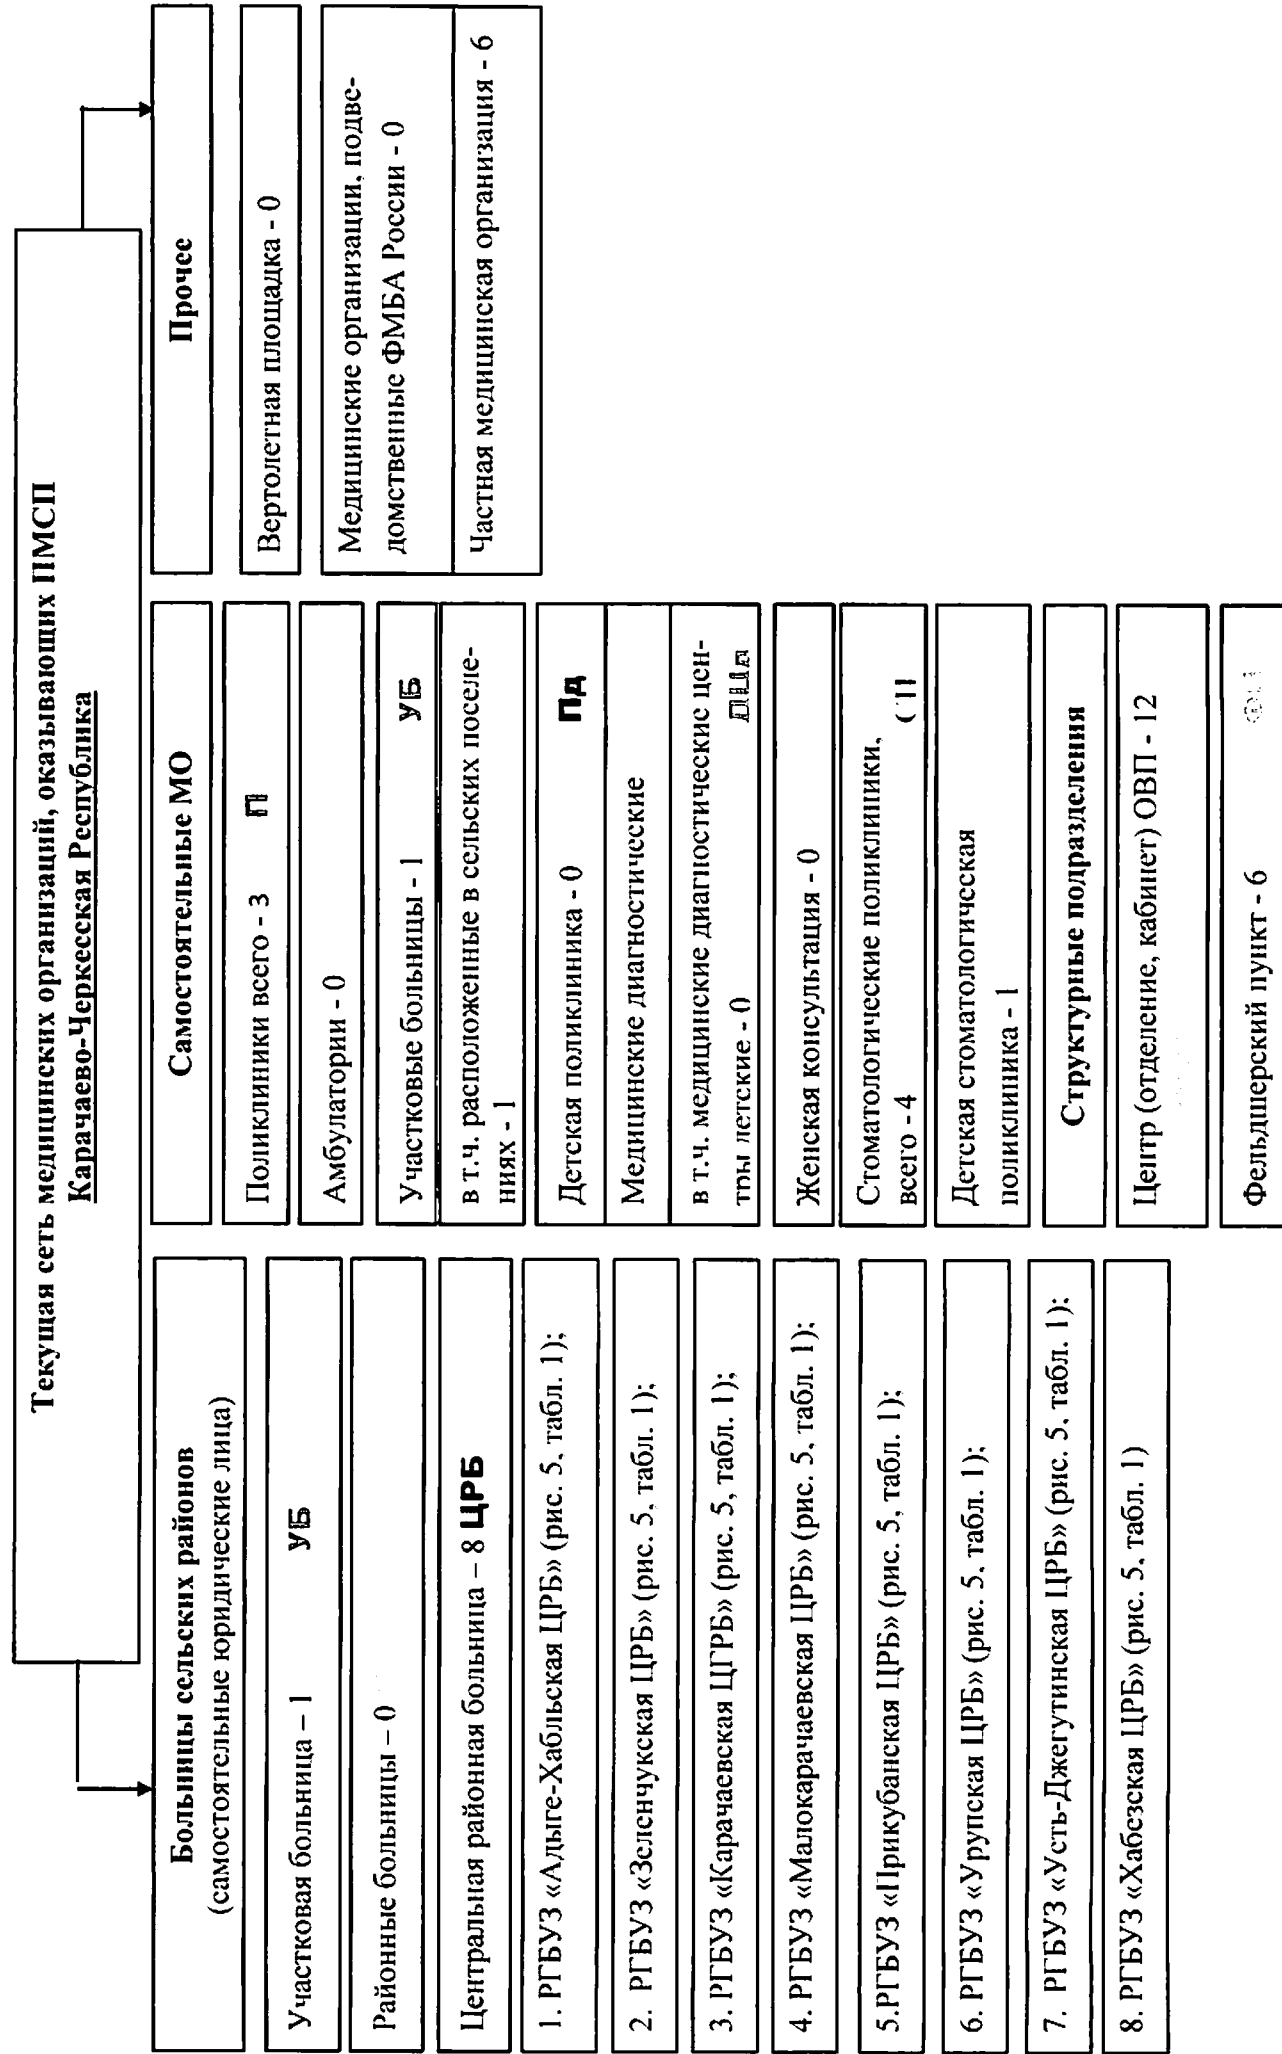 Текущая сеть медицинских организаций, оказывающих ПМСП
Карачаево-Черкесская Республика
Больницы сельских районов
(самостоятельные юридические лица)
Участковая больница – 1 УБ
Районные больницы – 0
Центральная районная больница – 8 ЦРБ
1. РГБУЗ «Адыге-Хабльская ЦРБ» (рис. 5, табл. 1);
2. РГБУЗ «Зеленчукская ЦРБ» (рис. 5, табл. 1);
3. РГБУЗ «Карачаевская ЦГРБ» (рис. 5, табл. 1);
4. РГБУЗ «Малокарачаевская ЦРБ» (рис. 5, табл. 1);
5.РГБУЗ «Прикубанская ЦРБ» (рис. 5, табл. 1);
6. РГБУЗ «Урупская ЦРБ» (рис. 5, табл. 1);
7. РГБУЗ «Усть-Джегутинская ЦРБ» (рис. 5, табл. 1);
8. РГБУЗ «Хабезская ЦРБ» (рис. 5, табл. 1)
Самостоятельные МО
Поликлиники всего - 3 П
Амбулатории - 0
Участковые больницы - 1 УБ
в т.ч. расположенные в сельских поселе-
ниях - 1
Детская поликлиника - 0 Пд
Медицинские диагностические
в т.ч. медицинские диагностические цен-
тры детские - 0
Женская консультация - 0
Стоматологические поликлиники,
всего - 4 СП
Детская стоматологическая
поликлиника - 1
Структурные подразделения
Центр (отделение, кабинет) ОВП - 12
Фельдшерский пункт - 6
Прочее
Вертолетная площадка - 0
Медицинские организации, подве-
домственные ФМБА России - 0
Частная медицинская организация - 6